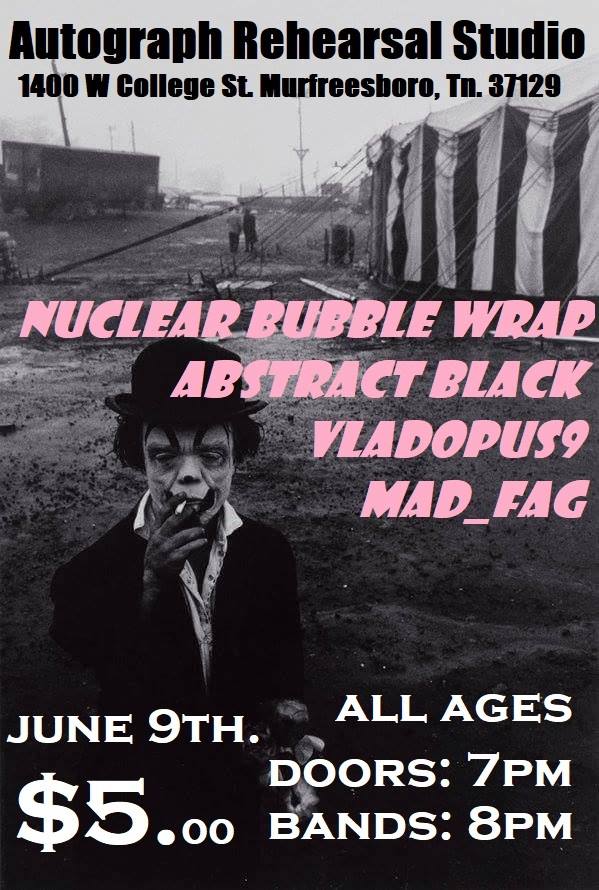 Autograph Rehearsal Studio
1400 W College St. Murfreesboro, Tn. 37129
NUCLEAR BUBBLE WRAP
ABSTRACT BLACK
VLADOPUS9
MAD_FAG
JUNE 9TH.
$5.00
ALL AGES
DOORS: 7PM
BANDS: 8PM